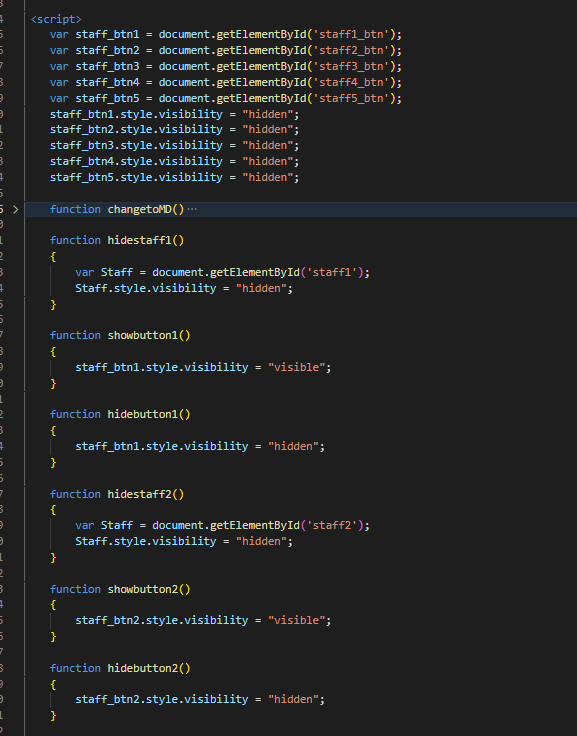 <script>
var staff_btn1 = document.getElementById('staff1_btn');
var staff_btn2 = document.getElementById('staff2_btn');
var staff_btn3 = document.getElementById('staff3_btn');
var staff_btn4 = document.getElementById('staff4_btn');
var staff_btn5 = document.getElementById('staff5_btn');
staff_btn1.style.visibility = "hidden";
staff_btn2.style.visibility = "hidden";
staff_btn3.style.visibility = "hidden";
staff_btn4.style.visibility = "hidden";
staff_btn5.style.visibility = "hidden";
function changetoMD() ...
function hidestaff1()
{
var Staff = document.getElementById('staff1');
Staff.style.visibility = "hidden";
}
function showbutton1()
{
staff_btn1.style.visibility = "visible";
}
function hidebutton1()
{
staff_btn1.style.visibility = "hidden";
}
function hidestaff2()
{
var Staff = document.getElementById('staff2');
Staff.style.visibility = "hidden";
}
function showbutton2()
{
staff_btn2.style.visibility = "visible";
}
function hidebutton2()
{
staff_btn2.style.visibility = "hidden";
}